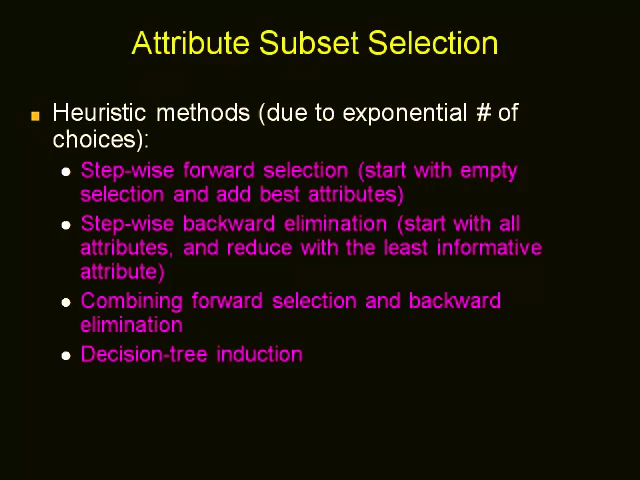 Attribute Subset Selection
Heuristic methods (due to exponential # of
choices):
Step-wise forward selection (start with empty
selection and add best attributes)
Step-wise backward elimination (start with all
attributes, and reduce with the least informative
attribute)
Combining forward selection and backward
elimination
Decision-tree induction